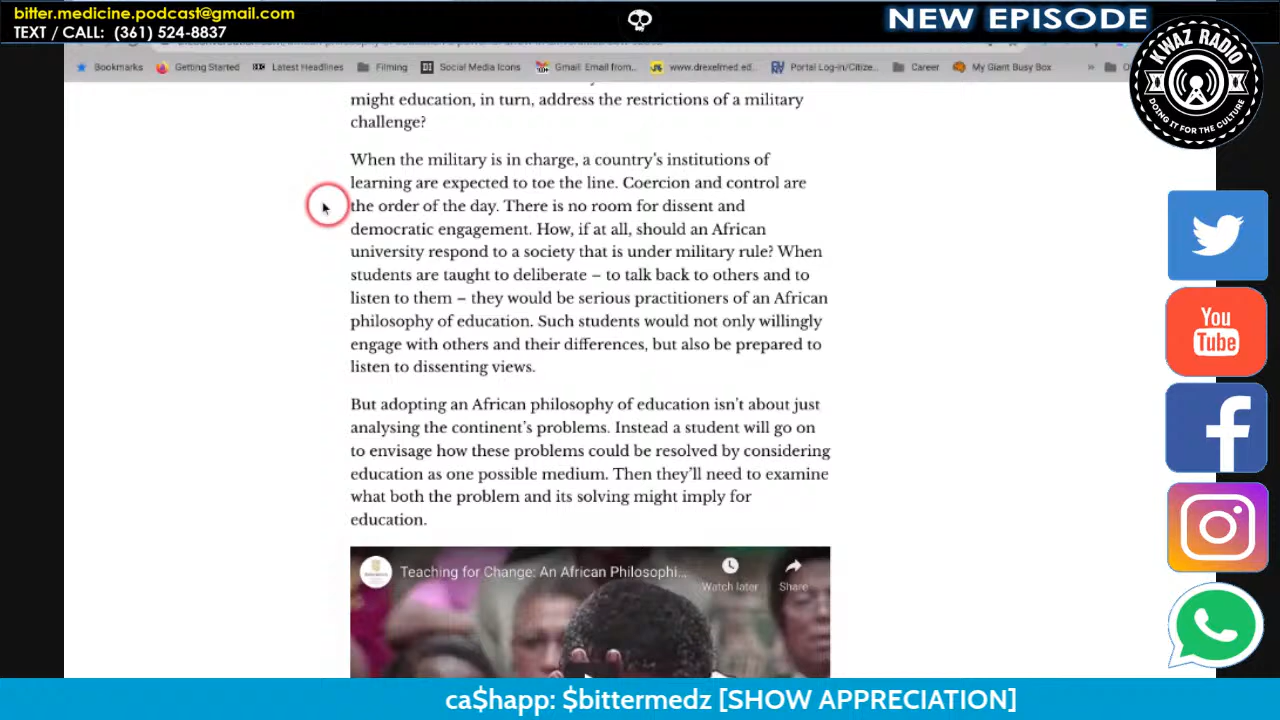 bitter.medicine.podcast@gmail.com
TEXT / CALL: (361) 524-8837
NEW EPISODE
KWAZ RADIO
DOING IT FOR THE CULTURE
Bookmarks Getting Started Latest Headlines Filming Social Media Icons Gmail: Email from... www.drexelmed.ed... Portal Log-In/Citize... Career My Giant Busy Box »
might education, in turn, address the restrictions of a military
challenge?
When the military is in charge, a country's institutions of
learning are expected to toe the line. Coercion and control are
the order of the day. There is no room for dissent and
democratic engagement. How, if at all, should an African
university respond to a society that is under military rule? When
students are taught to deliberate – to talk back to others and to
listen to them – they would be serious practitioners of an African
philosophy of education. Such students would not only willingly
engage with others and their differences, but also be prepared to
listen to dissenting views.
But adopting an African philosophy of education isn't about just
analysing the continent's problems. Instead a student will go on
to envisage how these problems could be resolved by considering
education as one possible medium. Then they'll need to examine
what both the problem and its solving might imply for
education.
Teaching for Change: An African Philosophi...
Watch later
Share
You
Tube
ca$happ: $bittermedz [SHOW APPRECIATION]